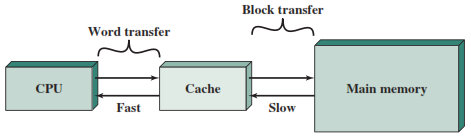 Block transfer
Word transfer
CPU
Cache
Main memory
Fast
Slow